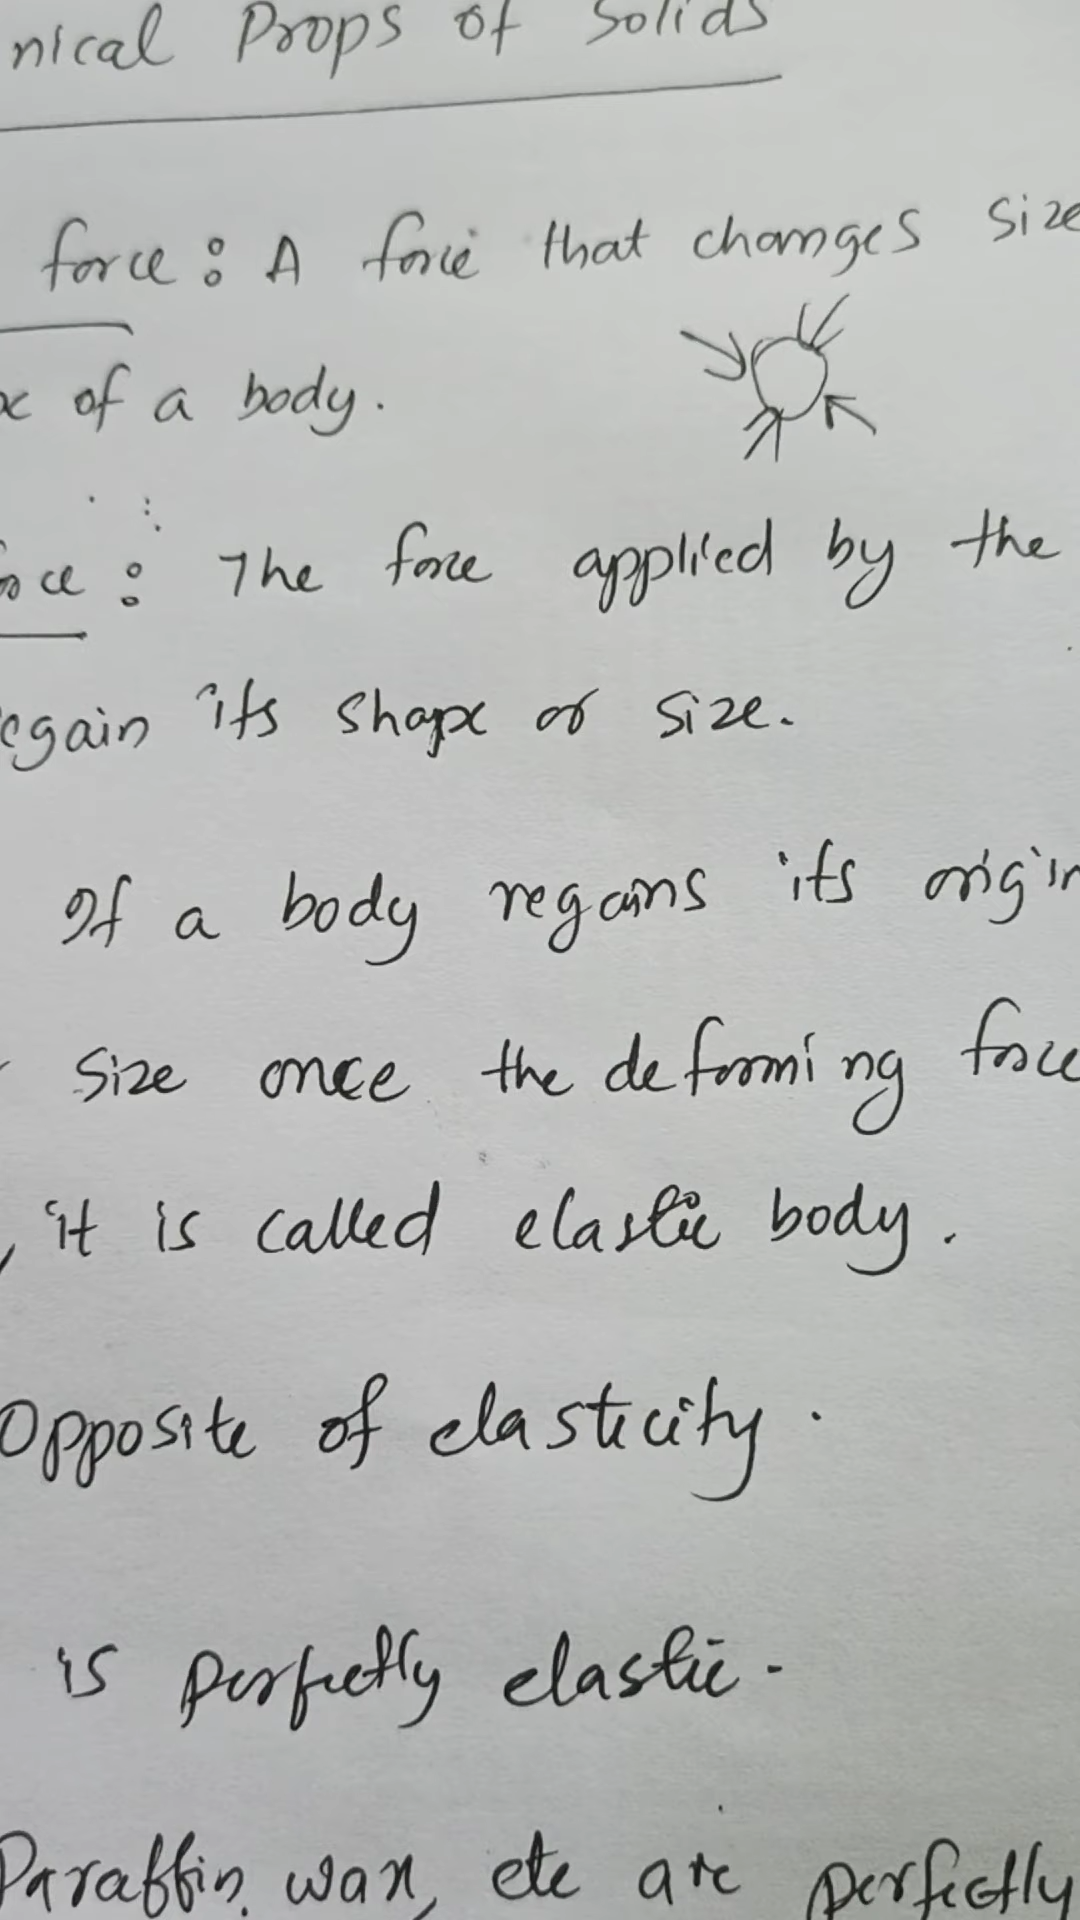 nical Props of Solids
force : A force that changes size
of a body.
: The force applied by the
egain its shape or size.
If a body regains its origin
size once the deforming force
, it is called elastic body.
Opposite of elasticity.
is perfectly elastic.
Paraffin wax, etc are perfectly